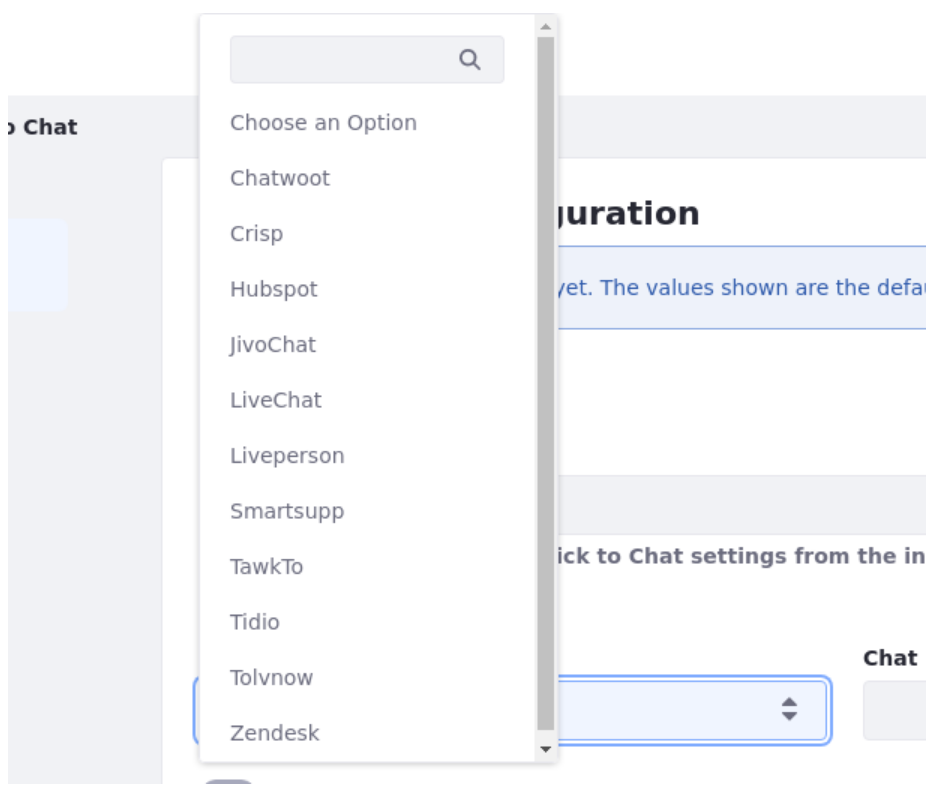 Choose an Option
o Chat
Chatwoot
guration
Crisp
yet. The values shown are the defau
Hubspot
JivoChat
LiveChat
Liveperson
Smartsupp
ick to Chat settings from the in
TawkTo
Tidio
Chat
Tolvnow
Zendesk